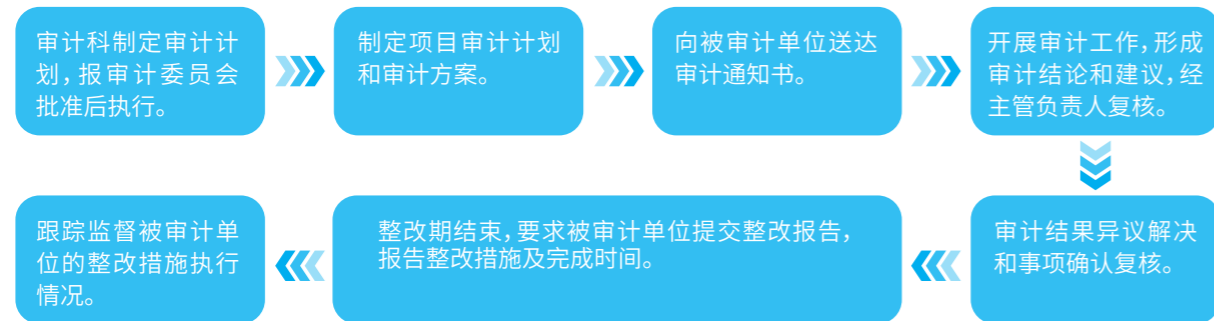 审计科制定审计计
划，报审计委员会
批准后执行。
制定项目审计计划
和审计方案。
向被审计单位送达
审计通知书。
开展审计工作，形成
审计结论和建议，经
主管负责人复核。
审计结果异议解决
和事项确认复核。
整改期结束，要求被审计单位提交整改报告，
报告整改措施及完成时间。
跟踪监督被审计单
位的整改措施执行
情况。